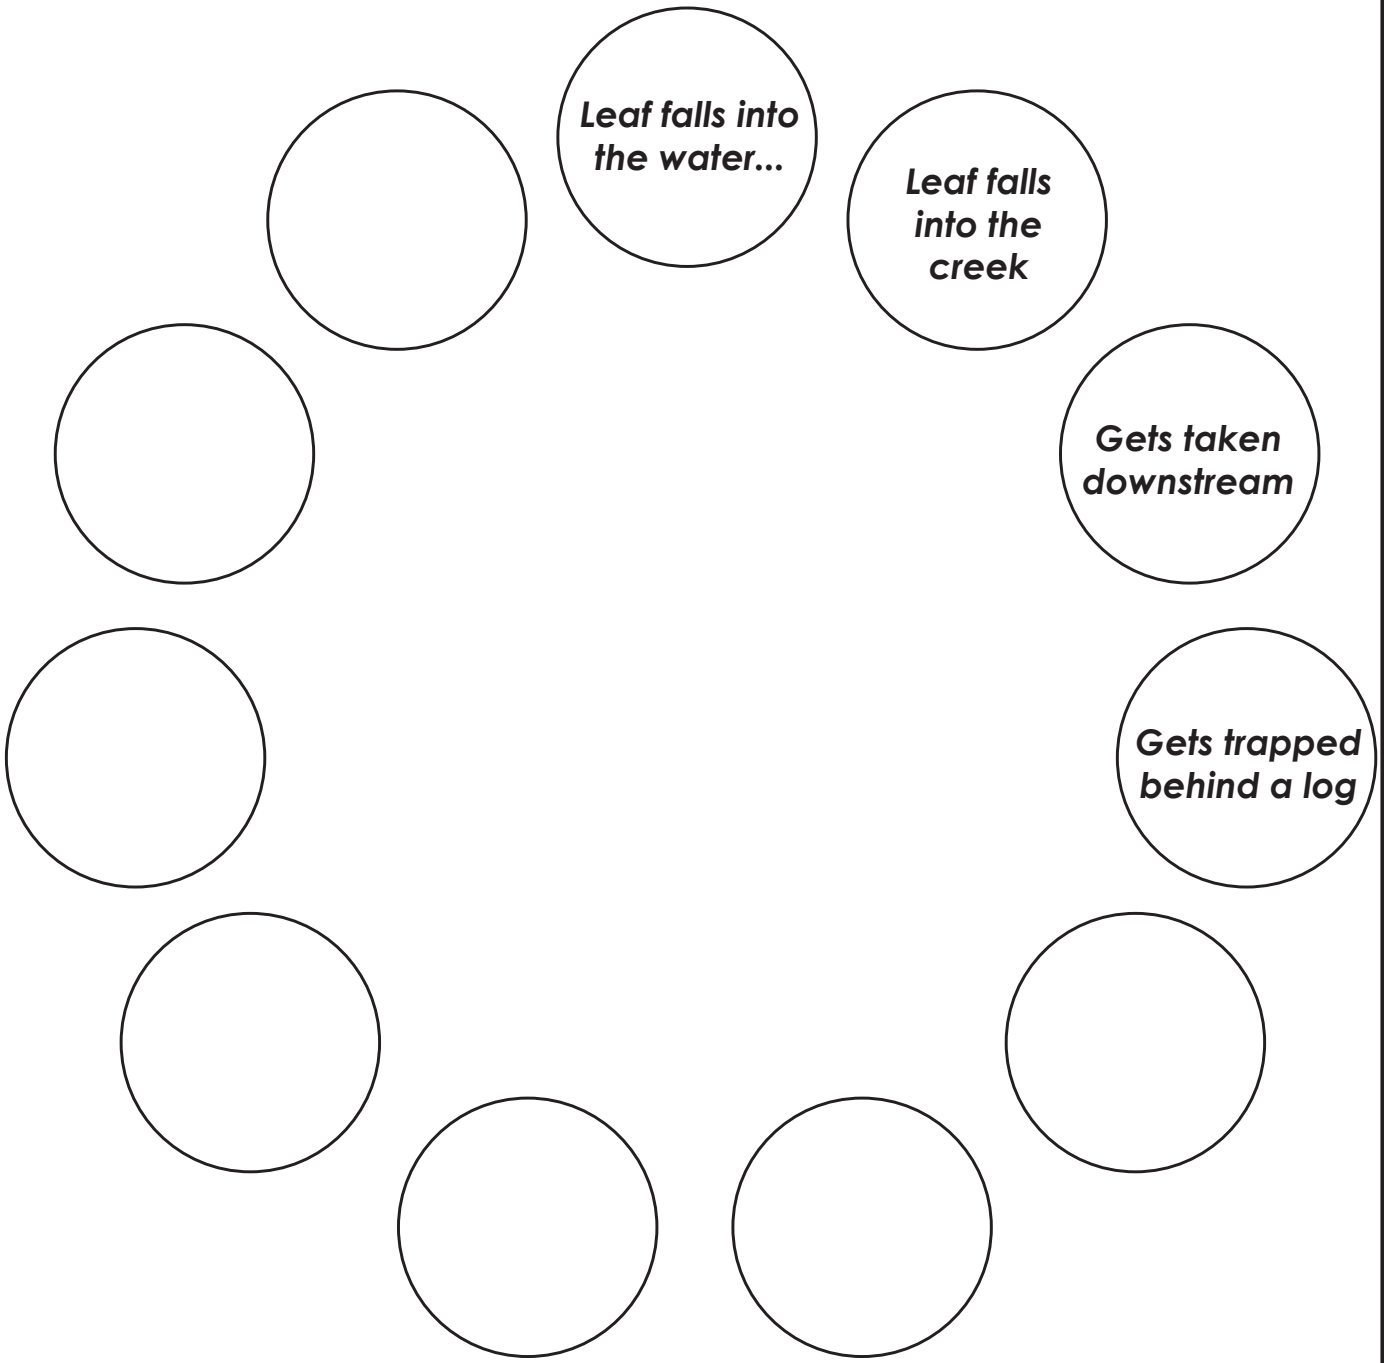 Leaf falls into
the water...
Leaf falls
into the
creek
Gets taken
downstream
Gets trapped
behind a log